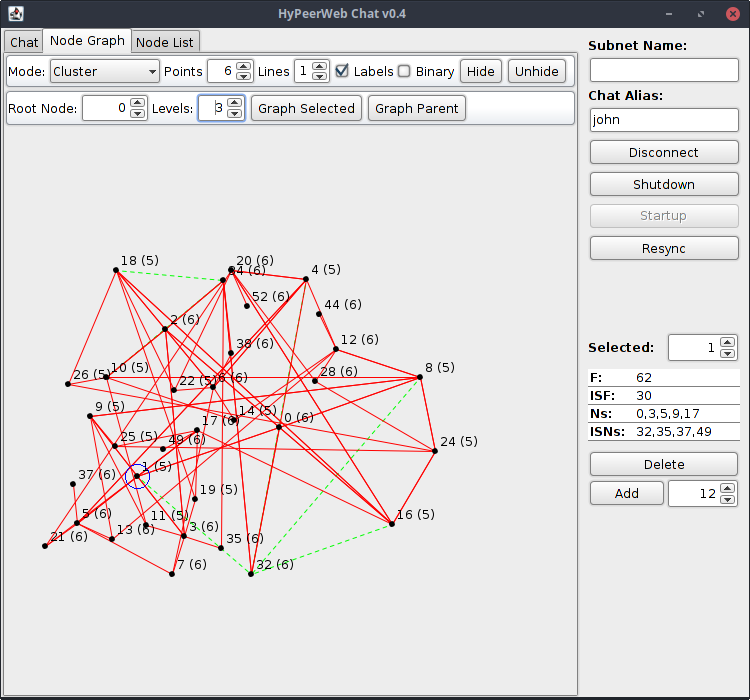 HyPeerWeb Chat v0.4
Chat Node Graph Node List
Mode: Cluster Points 6 Lines 1 Labels Binary Hide Unhide
Root Node: 0 Levels: 3 Graph Selected Graph Parent
Subnet Name:
Chat Alias:
john
Disconnect
Shutdown
Startup
Resync
Selected: 1
F: 62
ISF: 30
Ns: 0,3,5,9,17
ISNs: 32,35,37,49
Delete
Add 12
18 (5)
20 (6)
34 (6)
4 (5)
52 (6)
44 (6)
2 (6)
12 (6)
38 (6)
26 (5)
10 (5)
22 (5)
6 (6)
28 (6)
8 (5)
9 (5)
14 (5)
17 (6)
0 (6)
25 (5)
49 (6)
24 (5)
1 (5)
37 (6)
19 (5)
5 (6)
11 (5)
16 (5)
13 (6)
3 (6)
21 (6)
35 (6)
7 (6)
32 (6)